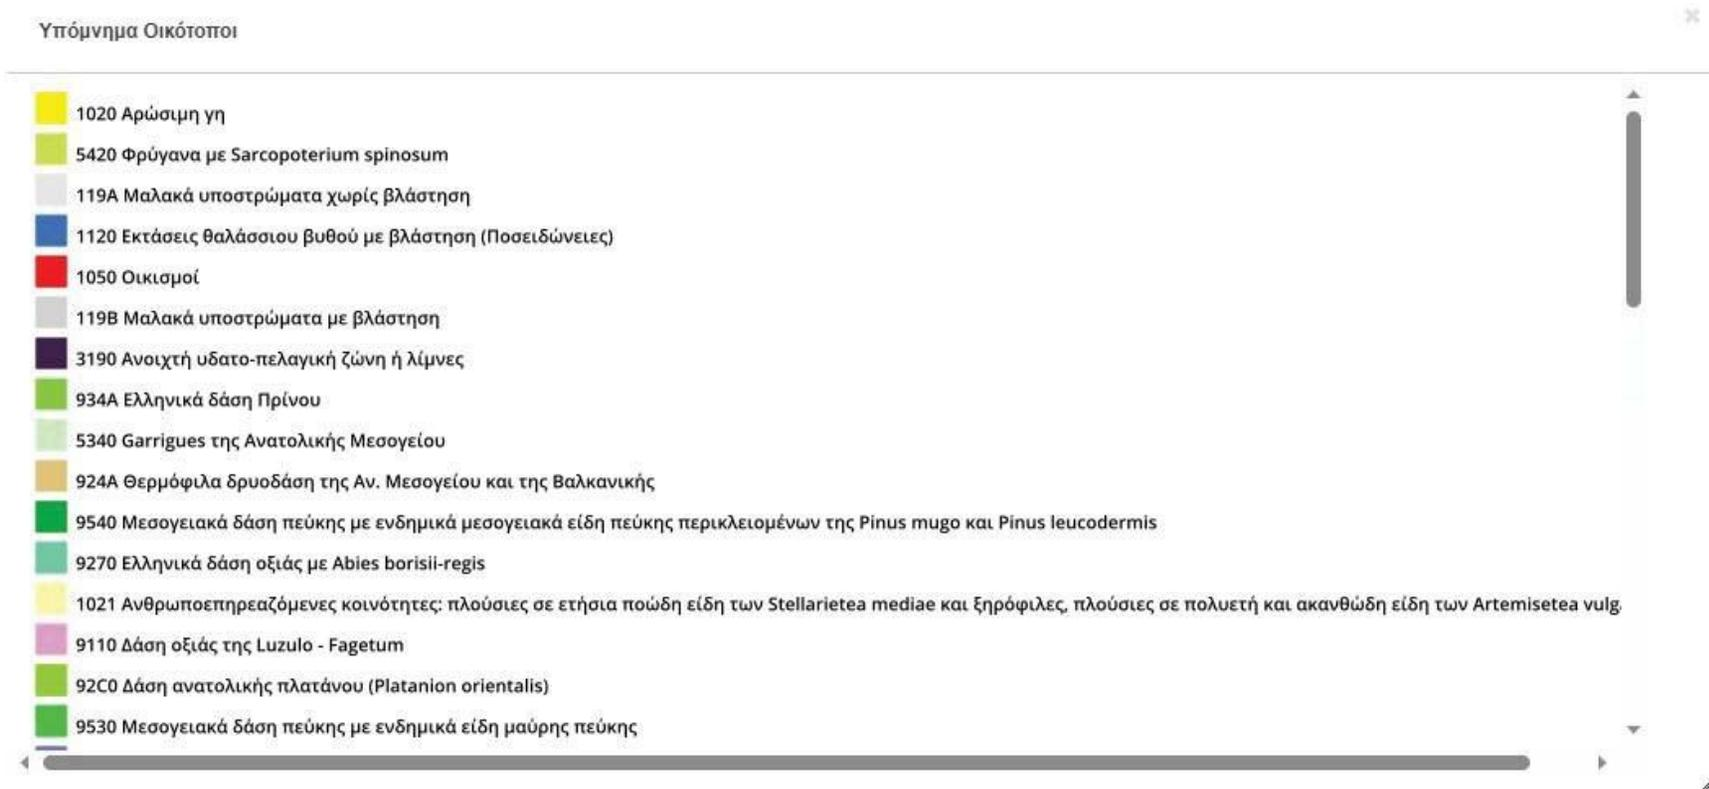 Υπόμνημα Οικότοποι
1020 Αρώσιμη γη
5420 Φρύγανα με Sarcopoterium spinosum
119A Μαλακά υποστρώματα χωρίς βλάστηση
1120 Εκτάσεις θαλάσσιου βυθού με βλάστηση (Ποσειδώνειες)
1050 Οικισμοί
119B Μαλακά υποστρώματα με βλάστηση
3190 Ανοιχτή υδατο-πελαγική ζώνη ή λίμνες
934A Ελληνικά δάση Πρίνου
5340 Garrigues της Ανατολικής Μεσογείου
924A Θερμόφιλα δρυοδάση της Αν. Μεσογείου και της Βαλκανικής
9540 Μεσογειακά δάση πεύκης με ενδημικά μεσογειακά είδη πεύκης περικλειομένων της Pinus mugo και Pinus leucodermis
9270 Ελληνικά δάση οξιάς με Abies borisii-regis
1021 Ανθρωποεπηρεαζόμενες κοινότητες: πλούσιες σε ετήσια ποώδη είδη των Stellarietea mediae και ξηρόφιλες, πλούσιες σε πολυετή και ακανθώδη είδη των Artemisetea vulg
9110 Δάση οξιάς της Luzulo - Fagetum
92C0 Δάση ανατολικής πλατάνου (Platanion orientalis)
9530 Μεσογειακά δάση πεύκης με ενδημικά είδη μαύρης πεύκης